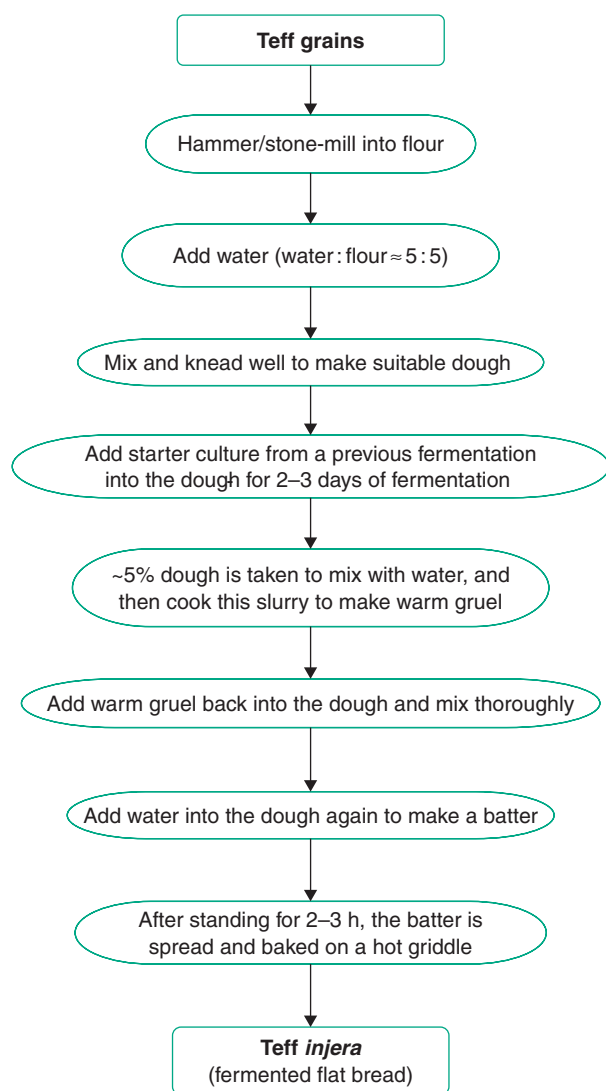 Teff grains
Hammer/stone-mill into flour
Add water (water : flour ≈ 5 : 5)
Mix and knead well to make suitable dough
Add starter culture from a previous fermentation
into the dough for 2–3 days of fermentation
~5% dough is taken to mix with water, and
then cook this slurry to make warm gruel
Add warm gruel back into the dough and mix thoroughly
Add water into the dough again to make a batter
After standing for 2–3 h, the batter is
spread and baked on a hot griddle
Teff injera
(fermented flat bread)